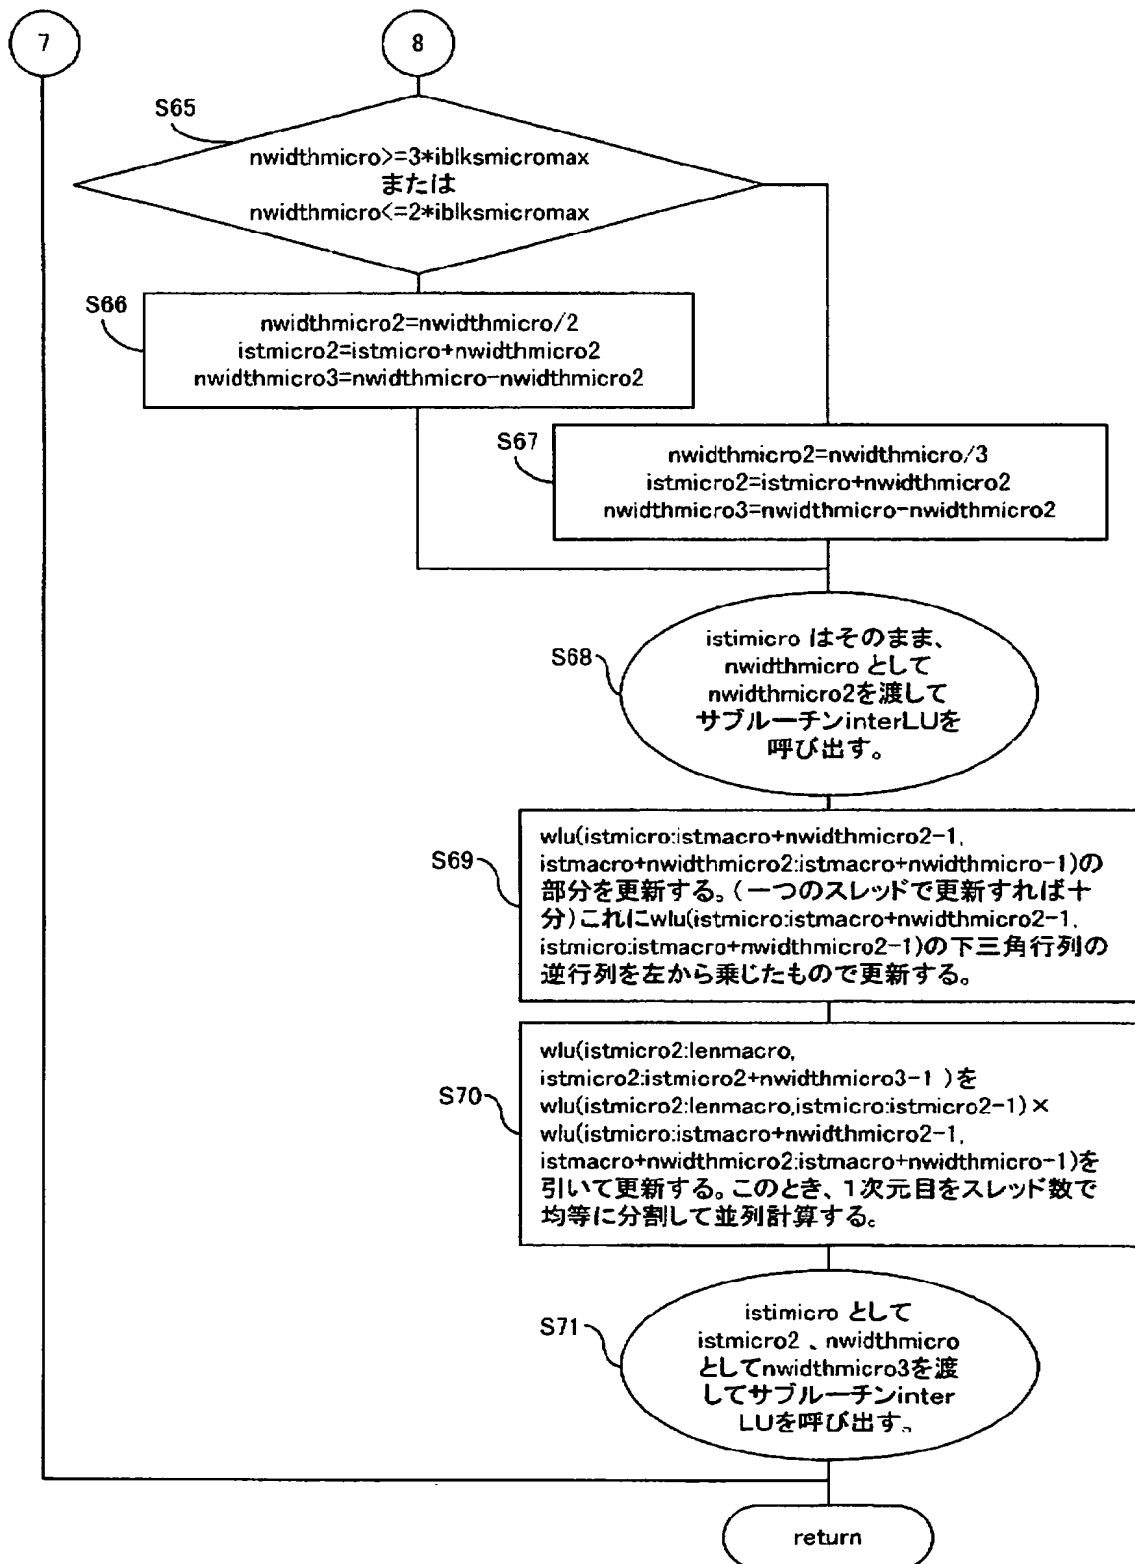 7
8
S65
nwidthmicro>=3*iblksmicromax
または
nwidthmicro<=2*iblksmicromax
S66
nwidthmicro2=nwidthmicro/2
istmicro2=istmicro+nwidthmicro2
nwidthmicro3=nwidthmicro-nwidthmicro2
S67
nwidthmicro2=nwidthmicro/3
istmicro2=istmicro+nwidthmicro2
nwidthmicro3=nwidthmicro-nwidthmicro2
S68
istimicro はそのまま、
nwidthmicro として
nwidthmicro2を渡して
サブルーチンinterLUを
呼び出す。
S69
wlu(istmicro:istmacro+nwidthmicro2-1,
istmacro+nwidthmicro2:istmacro+nwidthmicro-1)の
部分を更新する。(一つのスレッドで更新すれば十
分)これにwlu(istmicro:istmacro+nwidthmicro2-1,
istmicro:istmacro+nwidthmicro2-1)の下三角行列の
逆行列を左から乗じたもので更新する。
S70
wlu(istmicro2:lenmacro,
istmicro2:istmicro2+nwidthmicro3-1 )を
wlu(istmicro2:lenmacro,istmicro:istmicro2-1)×
wlu(istmicro:istmacro+nwidthmicro2-1,
istmacro+nwidthmicro2:istmacro+nwidthmicro-1)を
引いて更新する。このとき、1次元目をスレッド数で
均等に分割して並列計算する。
S71
istimicro として
istmicro2 、nwidthmicro
としてnwidthmicro3を渡
してサブルーチンinter
LUを呼び出す。
return